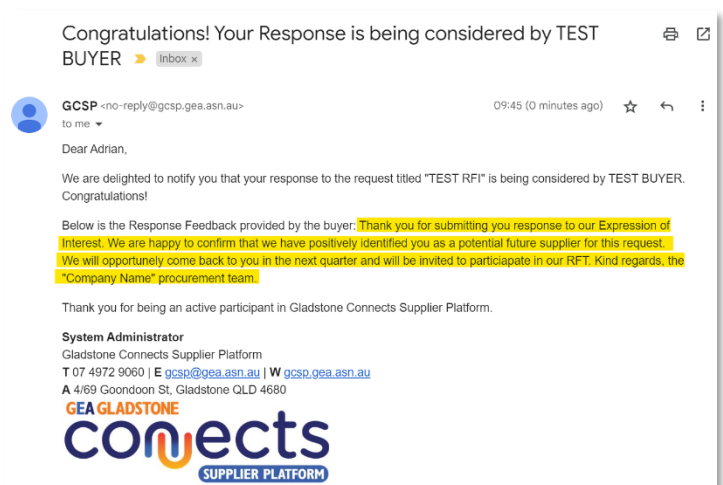 Congratulations! Your Response is being considered by TEST
BUYER Inbox ×
GCSP <no-reply@gcsp.gea.asn.au> 09:45 (0 minutes ago)
to me
Dear Adrian,
We are delighted to notify you that your response to the request titled "TEST RFI" is being considered by TEST BUYER.
Congratulations!
Below is the Response Feedback provided by the buyer: Thank you for submitting you response to our Expression of
Interest. We are happy to confirm that we have positively identified you as a potential future supplier for this request.
We will opportunely come back to you in the next quarter and will be invited to particiapate in our RFT. Kind regards, the
"Company Name" procurement team.
Thank you for being an active participant in Gladstone Connects Supplier Platform.
System Administrator
Gladstone Connects Supplier Platform
T 07 4972 9060 | E gcsp@gea.asn.au | W gcsp.gea.asn.au
A 4/69 Goondoon St, Gladstone QLD 4680
GEA GLADSTONE
connects
SUPPLIER PLATFORM